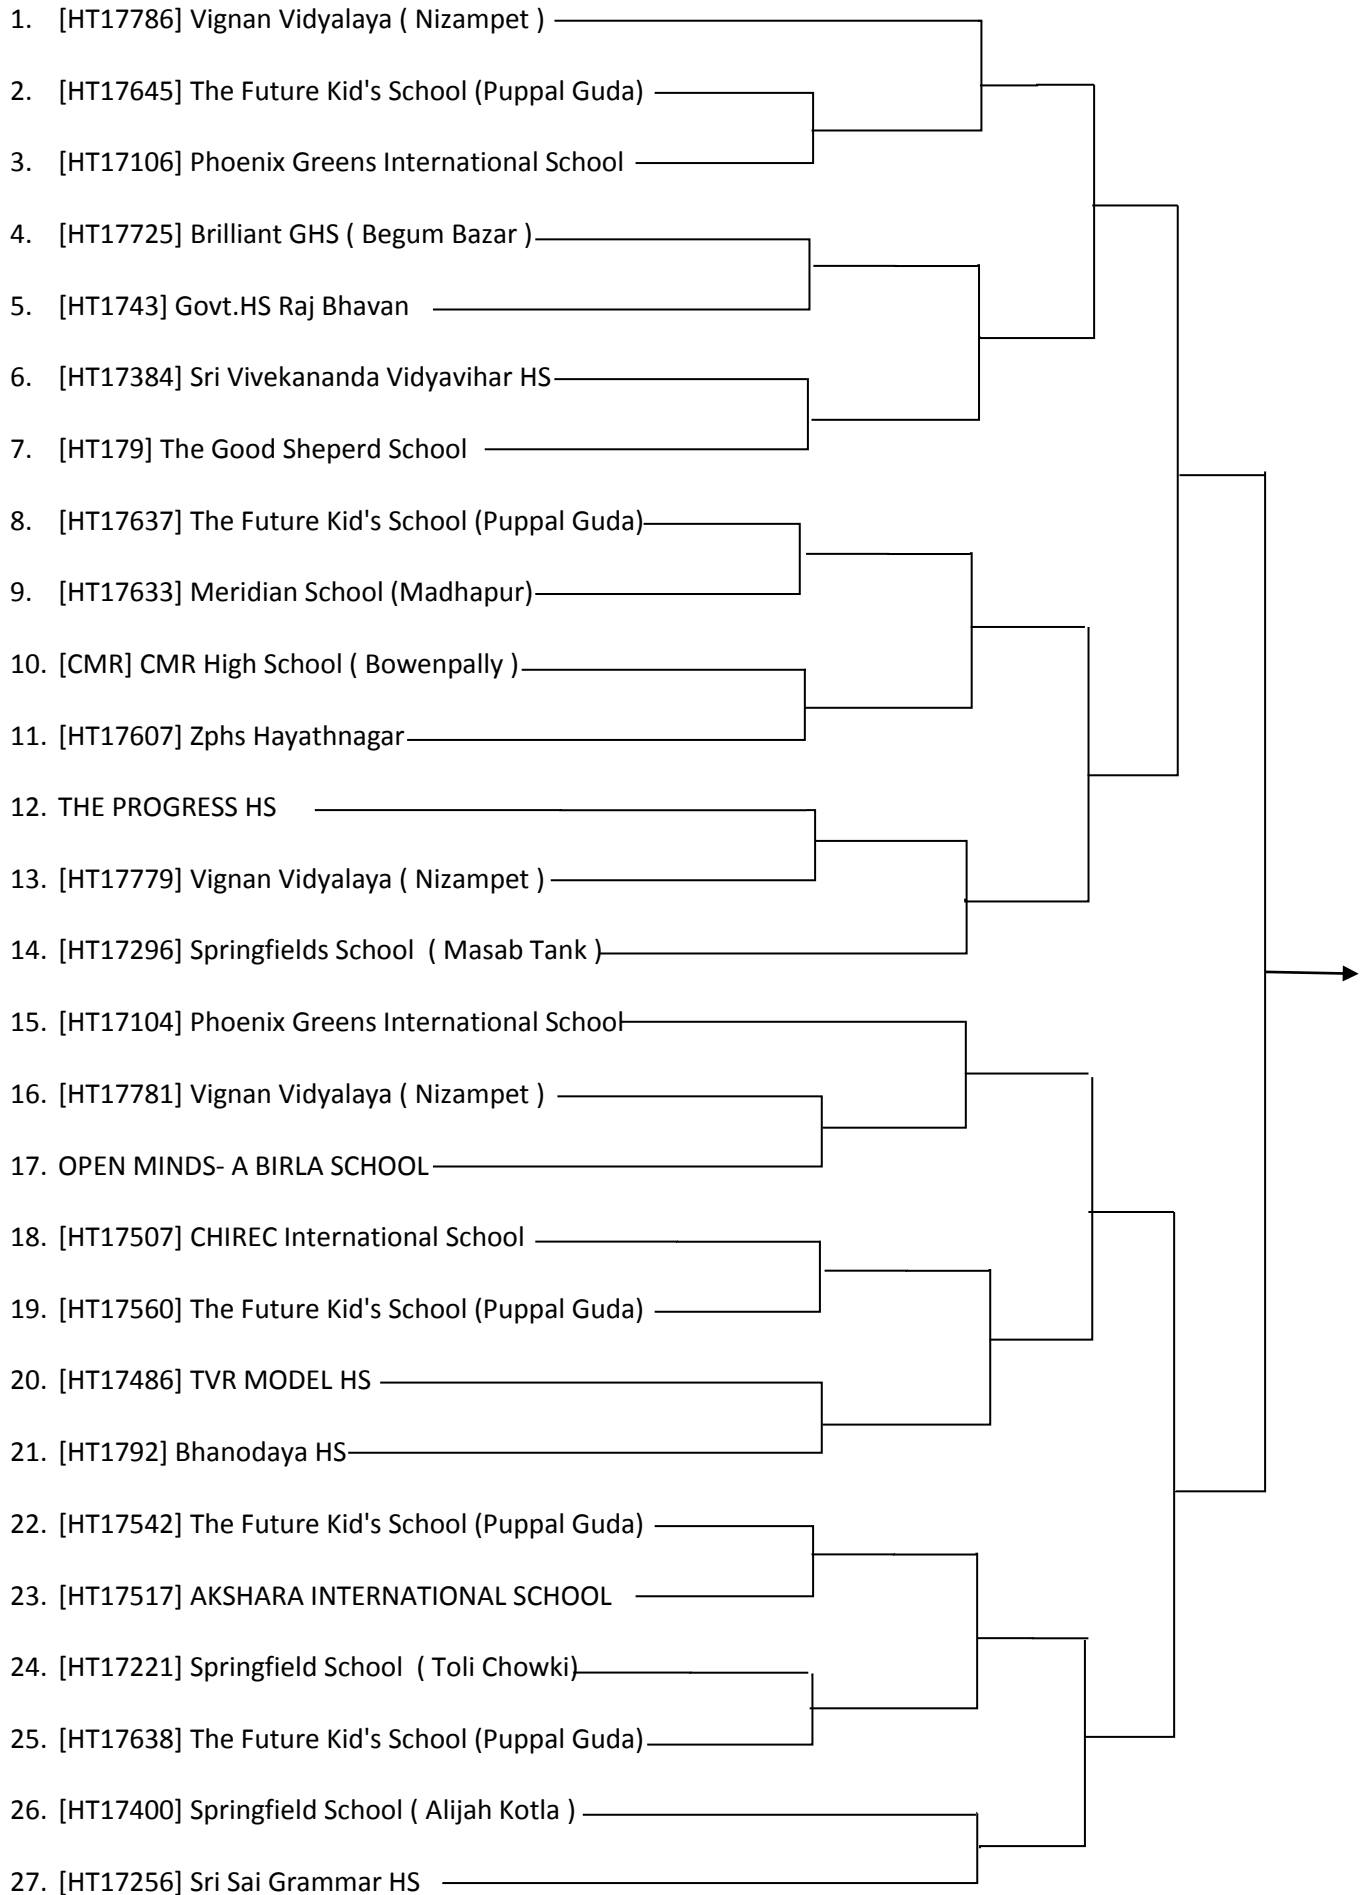 1. [HT17786] Vignan Vidyalaya ( Nizampet )
2. [HT17645] The Future Kid's School (Puppal Guda)
3. [HT17106] Phoenix Greens International School
4. [HT17725] Brilliant GHS ( Begum Bazar )
5. [HT1743] Govt.HS Raj Bhavan
6. [HT17384] Sri Vivekananda Vidyavihar HS
7. [HT179] The Good Sheperd School
8. [HT17637] The Future Kid's School (Puppal Guda)
9. [HT17633] Meridian School (Madhapur)
10. [CMR] CMR High School ( Bowenpally )
11. [HT17607] Zphs Hayathnagar
12. THE PROGRESS HS
13. [HT17779] Vignan Vidyalaya ( Nizampet )
14. [HT17296] Springfields School ( Masab Tank )
15. [HT17104] Phoenix Greens International School
16. [HT17781] Vignan Vidyalaya ( Nizampet )
17. OPEN MINDS- A BIRLA SCHOOL
18. [HT17507] CHIREC International School
19. [HT17560] The Future Kid's School (Puppal Guda)
20. [HT17486] TVR MODEL HS
21. [HT1792] Bhanodaya HS
22. [HT17542] The Future Kid's School (Puppal Guda)
23. [HT17517] AKSHARA INTERNATIONAL SCHOOL
24. [HT17221] Springfield School ( Toli Chowki)
25. [HT17638] The Future Kid's School (Puppal Guda)
26. [HT17400] Springfield School ( Alijah Kotla )
27. [HT17256] Sri Sai Grammar HS